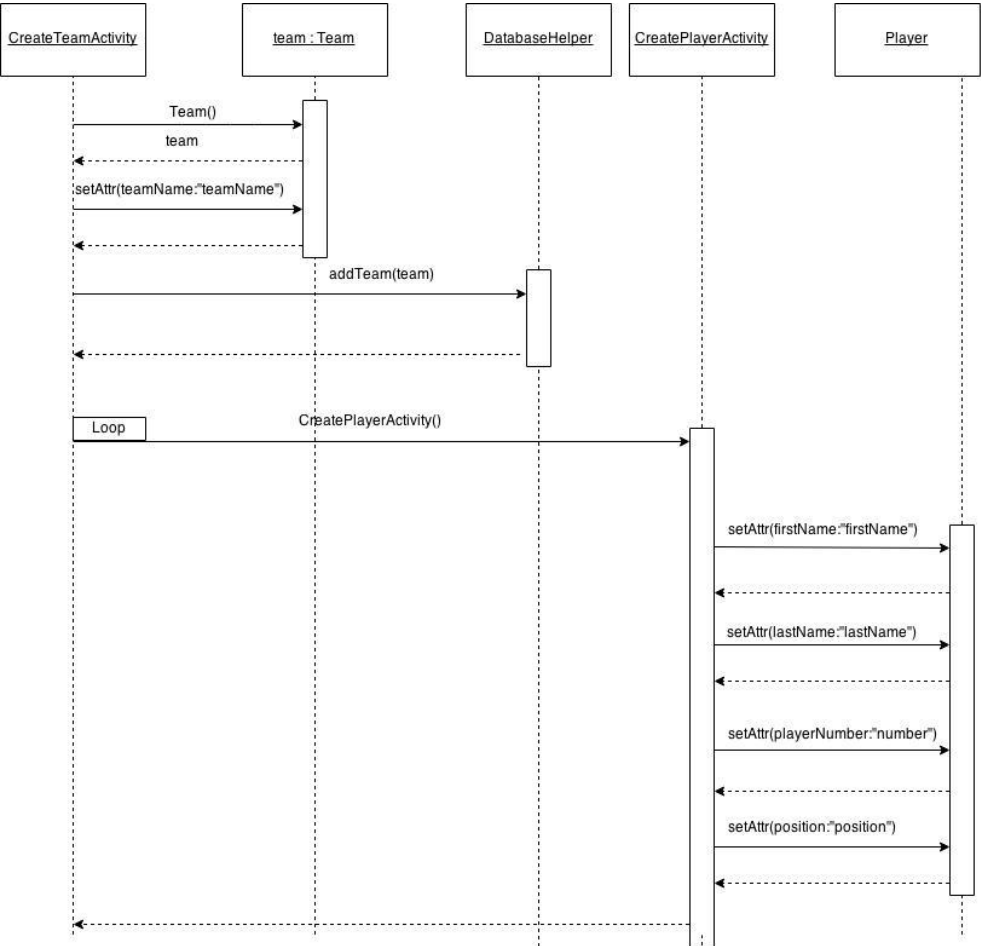 CreateTeamActivity
team : Team
DatabaseHelper
CreatePlayerActivity
Player
Team()
team
setAttr(teamName:"teamName")
addTeam(team)
Loop
CreatePlayerActivity()
setAttr(firstName:"firstName")
setAttr(lastName:"lastName")
setAttr(playerNumber:"number")
setAttr(position:"position")